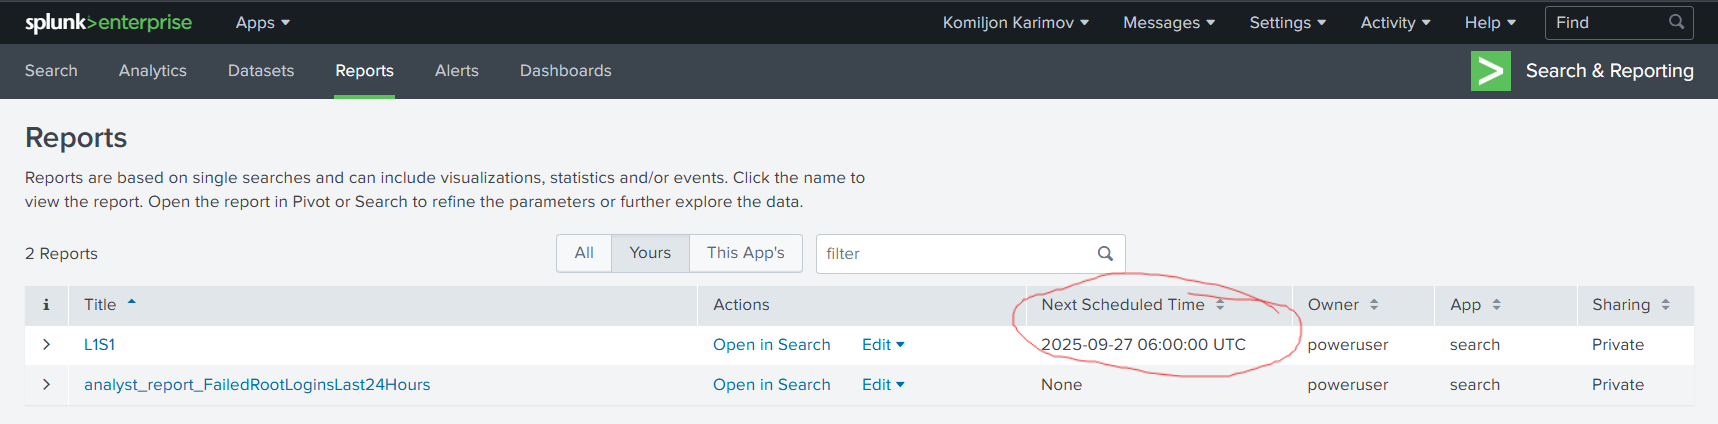 splunk>enterprise Apps Komiljon Karimov Messages Settings Activity Help Find
Search Analytics Datasets Reports Alerts Dashboards > Search & Reporting
Reports
Reports are based on single searches and can include visualizations, statistics and/or events. Click the name to
view the report. Open the report in Pivot or Search to refine the parameters or further explore the data.
2 Reports All Yours This App's filter
i Title Actions Next Scheduled Time Owner App Sharing
> L1S1 Open in Search Edit 2025-09-27 06:00:00 UTC poweruser search Private
> analyst_report_FailedRootLoginsLast24Hours Open in Search Edit None poweruser search Private